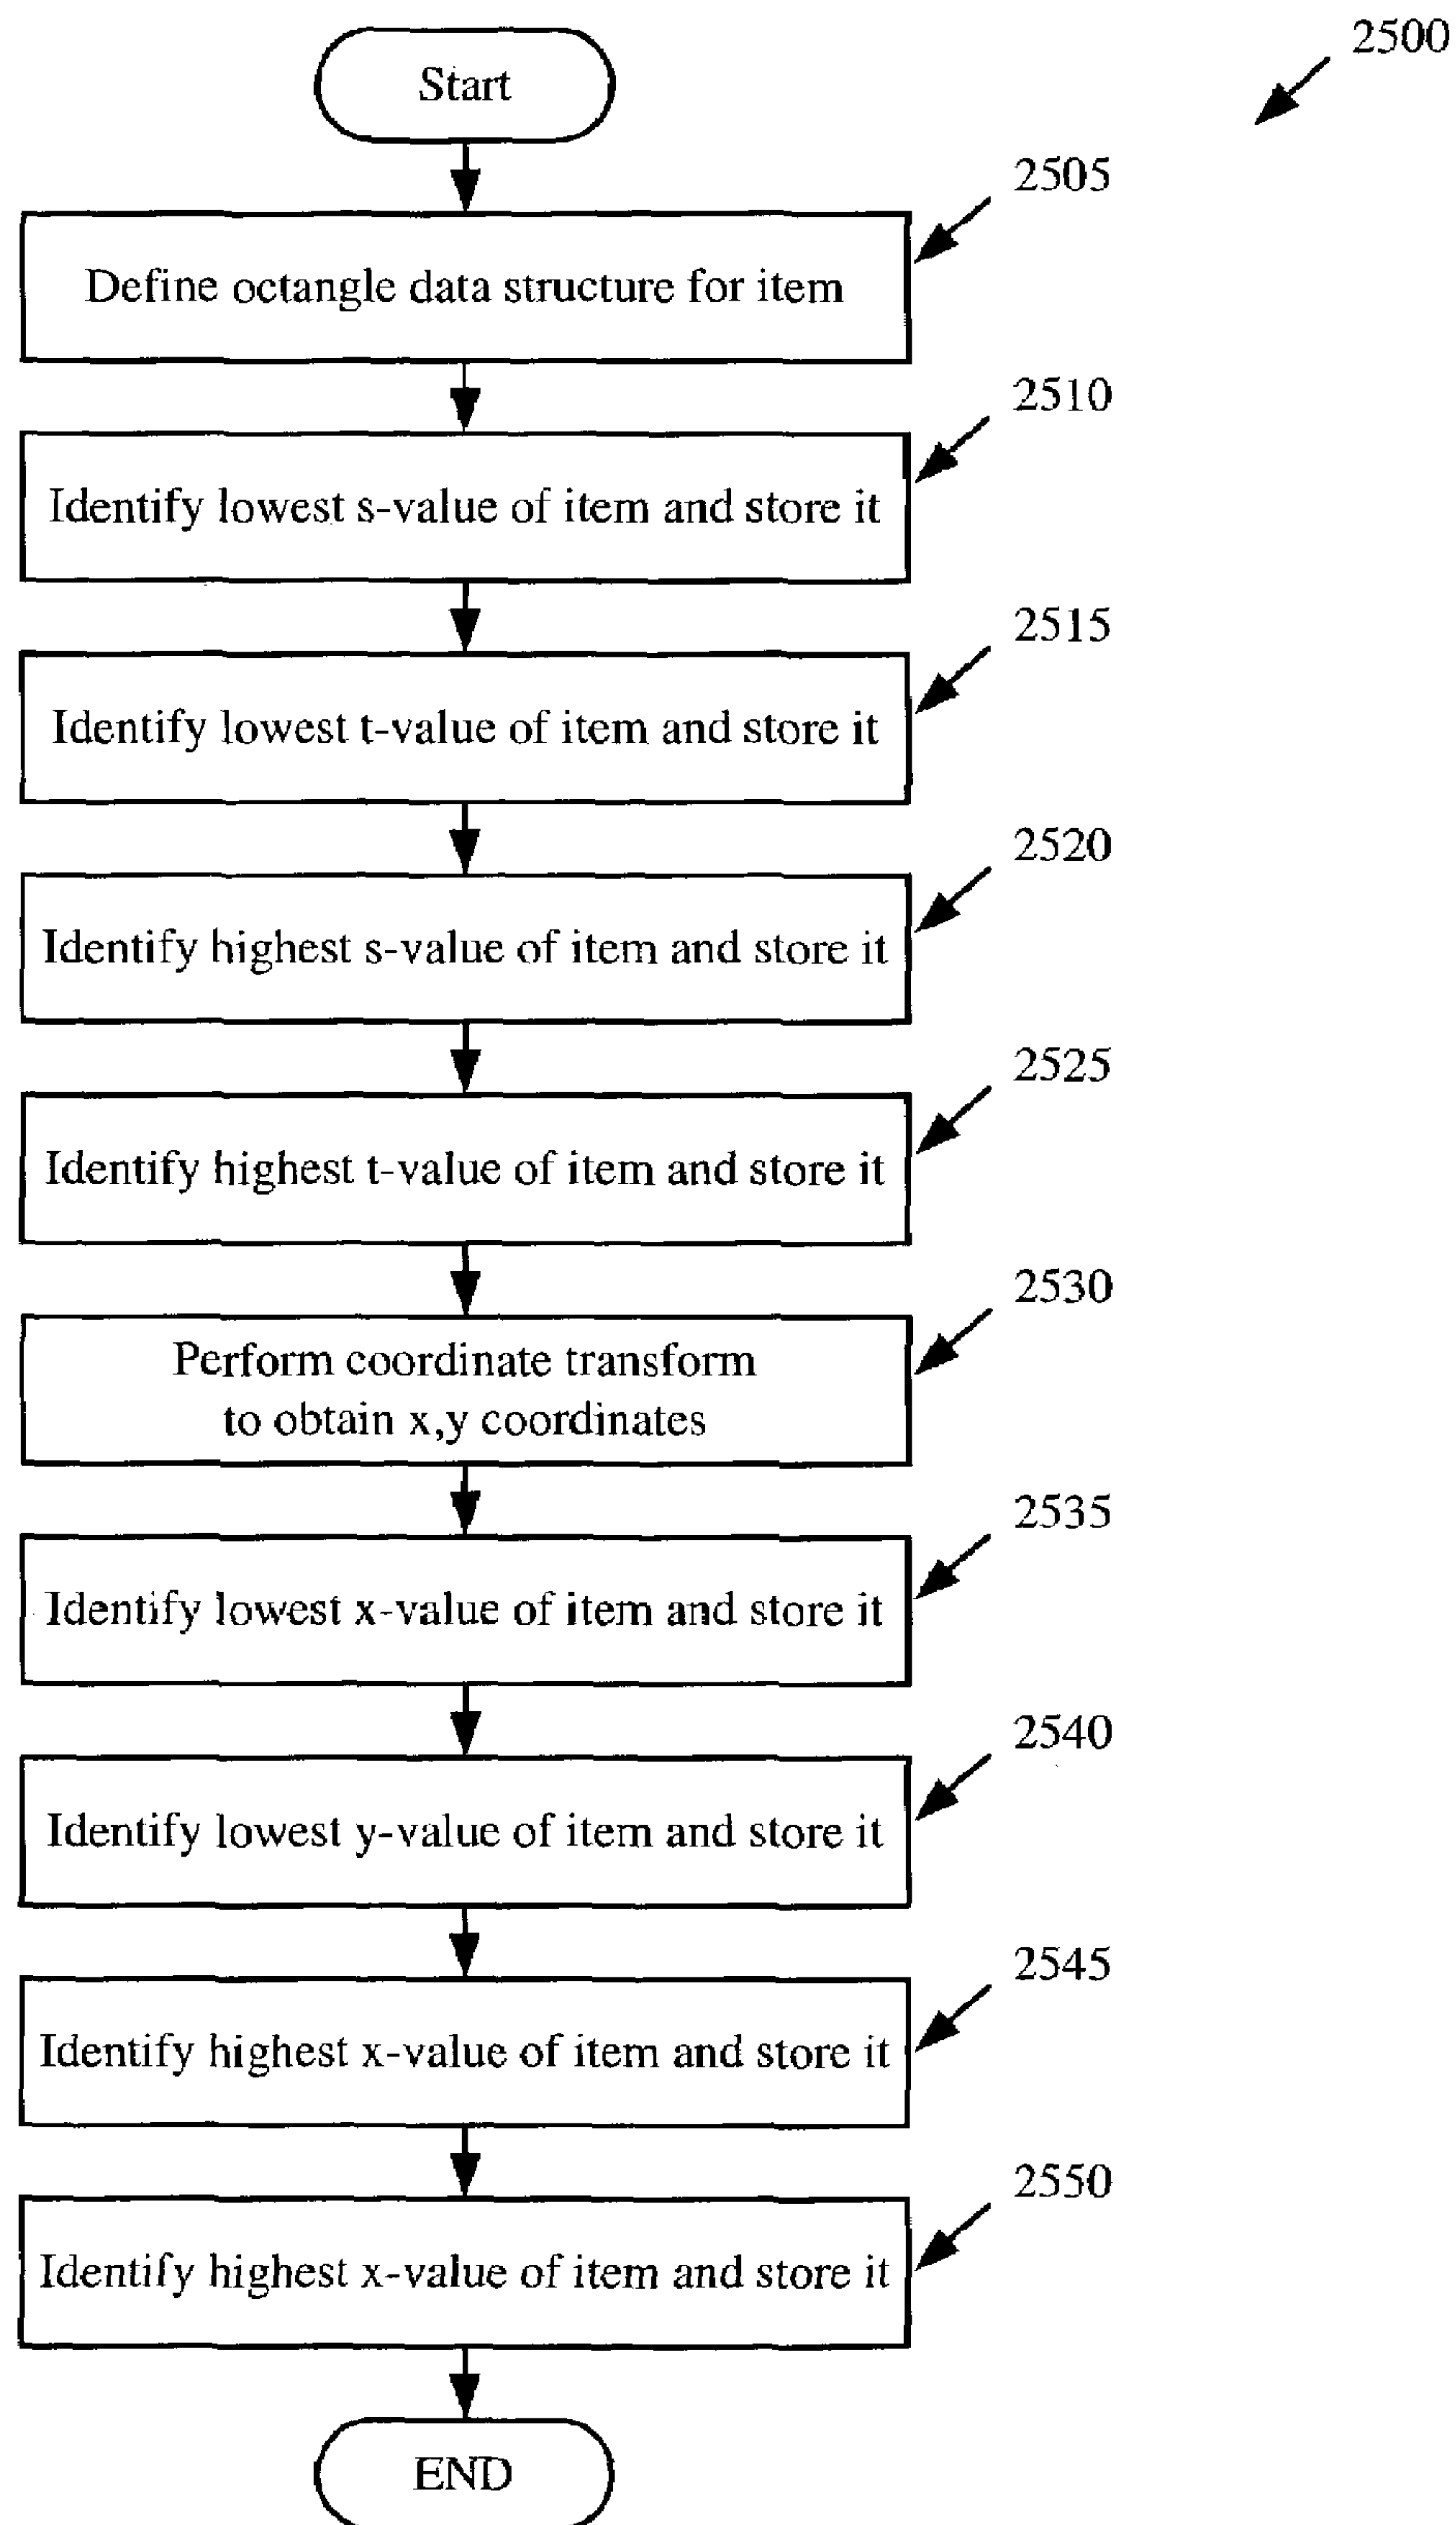 2500
Start
2505
Define octangle data structure for item
2510
Identify lowest s-value of item and store it
2515
Identify lowest t-value of item and store it
2520
Identify highest s-value of item and store it
2525
Identify highest t-value of item and store it
2530
Perform coordinate transform
to obtain x,y coordinates
2535
Identify lowest x-value of item and store it
2540
Identify lowest y-value of item and store it
2545
Identify highest x-value of item and store it
2550
Identify highest x-value of item and store it
END